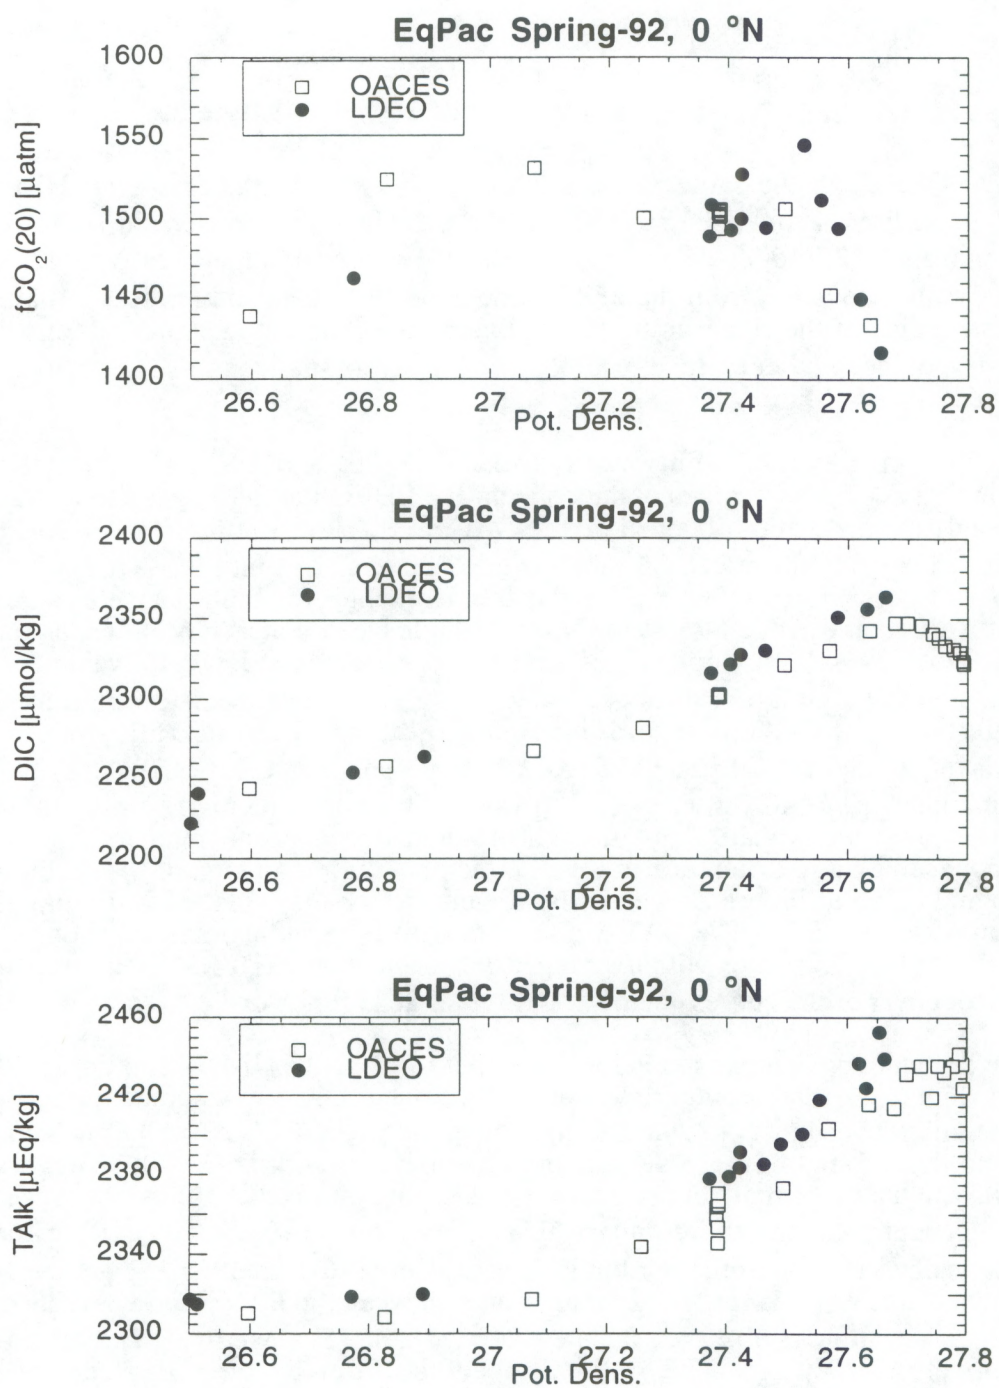 EqPac Spring-92, 0 °N
1600
1550
1500
1450
1400
fCO2(20) [µatm]
OACES
LDEO
26.6 26.8 27 27.2 27.4 27.6 27.8
Pot. Dens.
EqPac Spring-92, 0 °N
2400
2350
2300
2250
2200
DIC [µmol/kg]
OACES
LDEO
26.6 26.8 27 27.2 27.4 27.6 27.8
Pot. Dens.
EqPac Spring-92, 0 °N
2460
2420
2380
2340
2300
TAlk [µEq/kg]
OACES
LDEO
26.6 26.8 27 27.2 27.4 27.6 27.8
Pot. Dens.